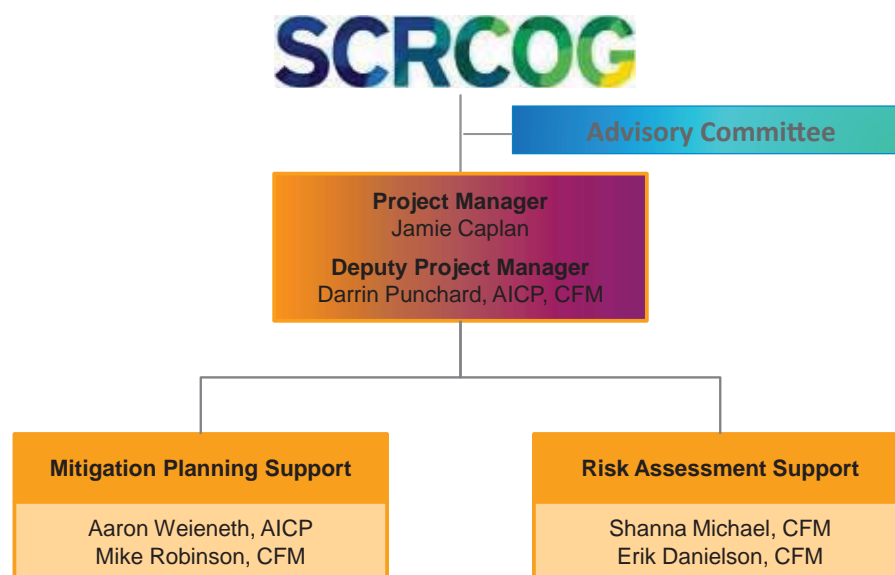 SCRCOG
Advisory Committee
Project Manager
Jamie Caplan
Deputy Project Manager
Darrin Punchard, AICP, CFM
Mitigation Planning Support
Aaron Weieneth, AICP
Mike Robinson, CFM
Risk Assessment Support
Shanna Michael, CFM
Erik Danielson, CFM